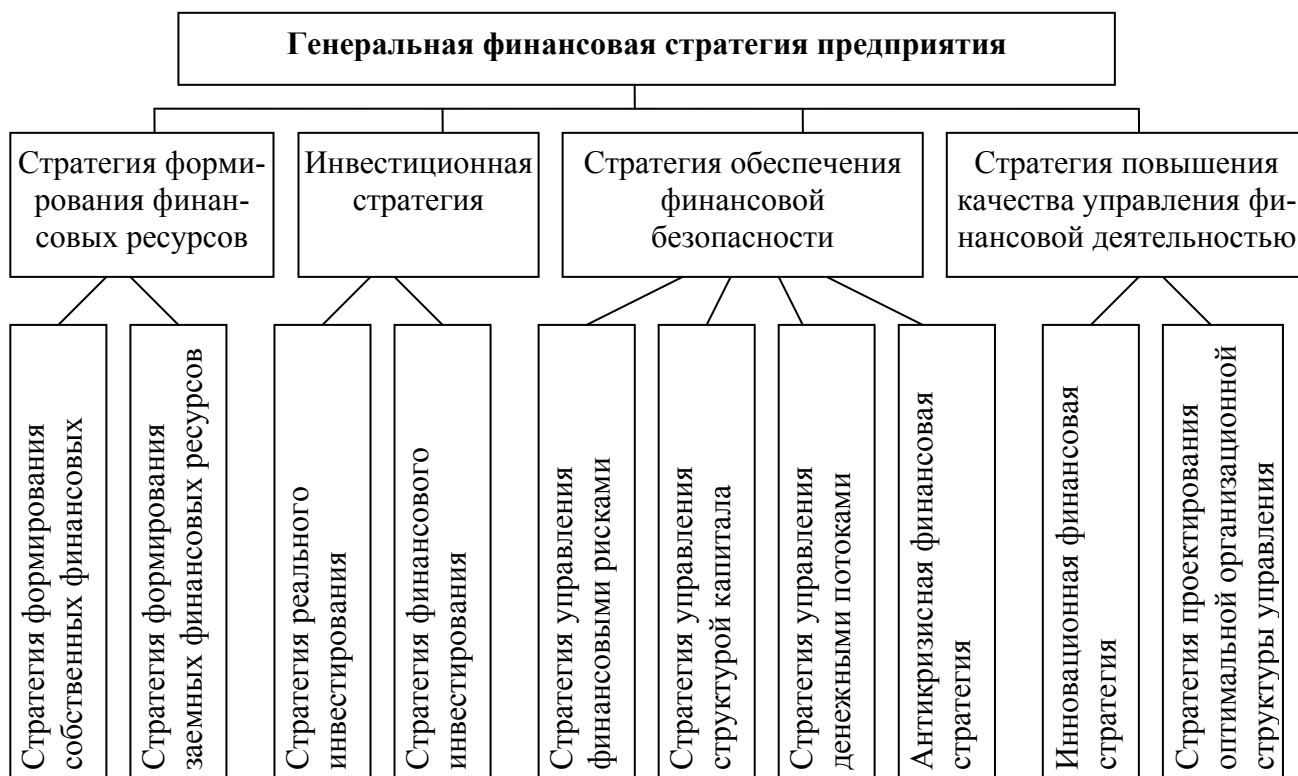 Генеральная финансовая стратегия предприятия
Стратегия форми-
рования финан-
совых ресурсов
Инвестиционная
стратегия
Стратегия обеспечения
финансовой
безопасности
Стратегия повышения
качества управления фи-
нансовой деятельностью
Стратегия формирования
собственных финансовых
Стратегия формирования
заемных финансовых ресурсов
Стратегия реального
инвестирования
Стратегия финансового
инвестирования
Стратегия управления
финансовыми рисками
Стратегия управления
структурой капитала
Стратегия управления
денежными потоками
Антикризисная финансовая
стратегия
Инновационная финансовая
стратегия
Стратегия проектирования
оптимальной организационной
структуры управления